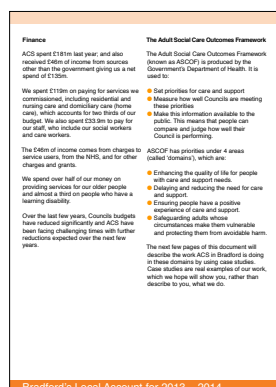 Finance
ACS spent £181m last year; and also
received £46m of income from sources
other than the government giving us a net
spend of £135m.
We spent £119m on paying for services we
commissioned, including residential and
nursing care and domiciliary care (home
care), which accounts for two thirds of our
budget. We also spent £33.9m to pay for
our staff, who include our social workers
and care workers.
The £46m of income comes from charges to
service users, from the NHS, and for other
charges and grants.
We spend over half of our money on
providing services for our older people
and almost a third on people who have a
learning disability.
Over the last few years, Councils budgets
have reduced significantly and ACS have
been facing challenging times with further
reductions expected over the next few
years.
The Adult Social Care Outcomes Framework
The Adult Social Care Outcomes Framework
(known as ASCOF) is produced by the
Government's Department of Health. It is
used to:
Set priorities for care and support
Measure how well Councils are meeting
these priorities
Make this information available to the
public. This means that people can
compare and judge how well their
Council is performing.
ASCOF has priorities under 4 areas
(called 'domains'), which are:
Enhancing the quality of life for people
with care and support needs.
Delaying and reducing the need for care
and support.
Ensuring people have a positive
experience of care and support.
Safeguarding adults whose
circumstances make them vulnerable
and protecting them from avoidable harm.
The next few pages of this document will
describe the work ACS in Bradford is doing
in these domains by using case studies.
Case studies are real examples of our work,
which we hope will show you, rather than
describe to you, what we do.
Bradford's Local Account for 2013 – 2014